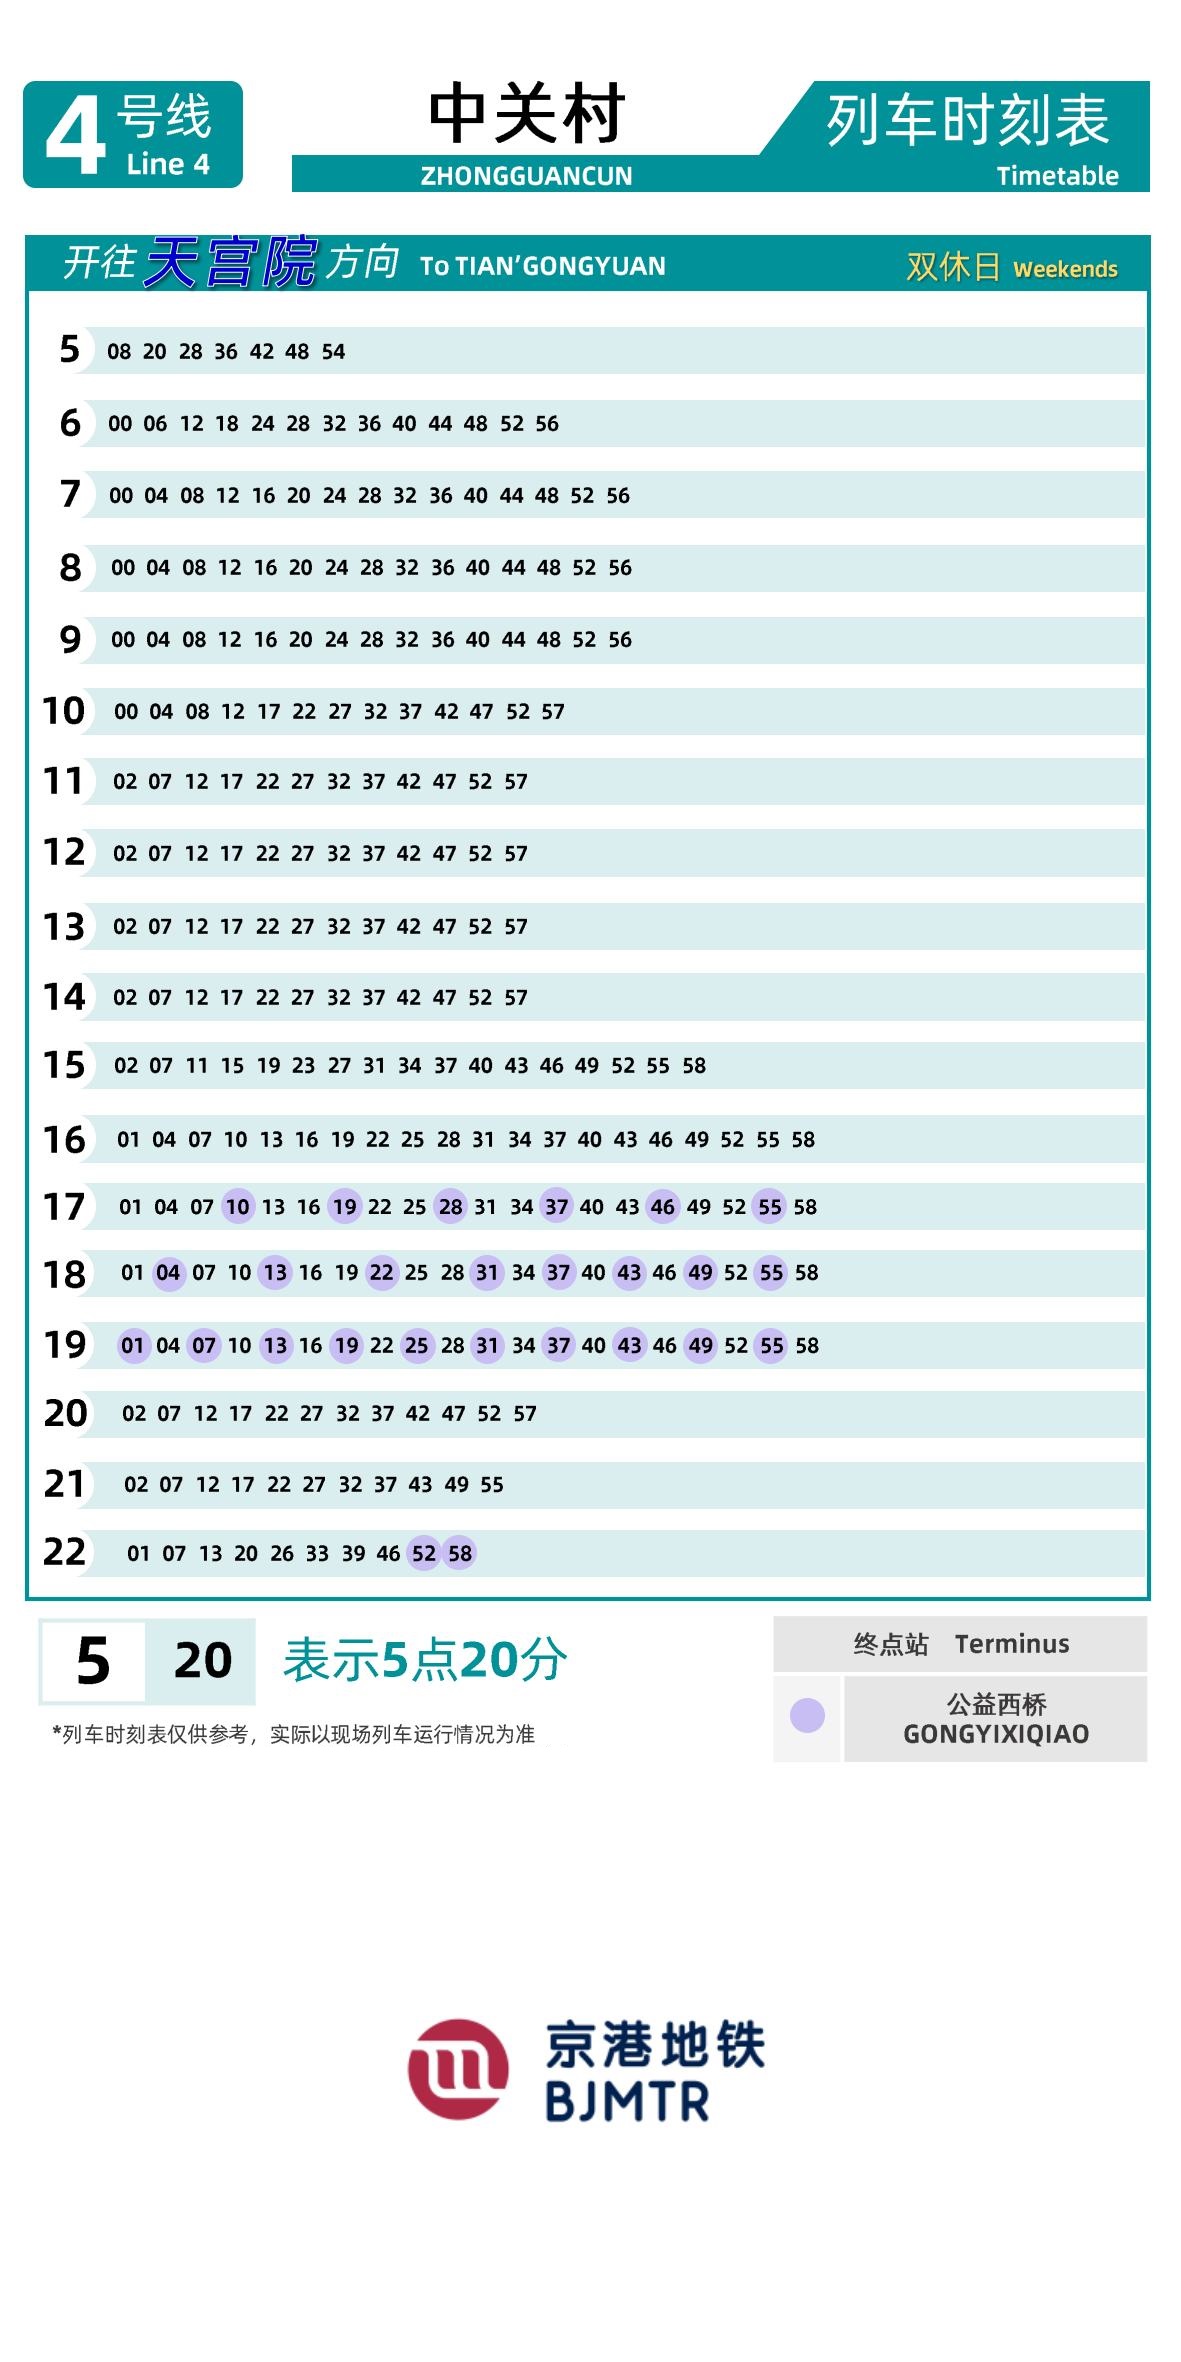 4 号线
Line 4
中关村
ZHONGGUANCUN
列车时刻表
Timetable
开往 天宫院 方向 To TIAN’GONGYUAN 双休日 Weekends
5 08 20 28 36 42 48 54
6 00 06 12 18 24 28 32 36 40 44 48 52 56
7 00 04 08 12 16 20 24 28 32 36 40 44 48 52 56
8 00 04 08 12 16 20 24 28 32 36 40 44 48 52 56
9 00 04 08 12 16 20 24 28 32 36 40 44 48 52 56
10 00 04 08 12 17 22 27 32 37 42 47 52 57
11 02 07 12 17 22 27 32 37 42 47 52 57
12 02 07 12 17 22 27 32 37 42 47 52 57
13 02 07 12 17 22 27 32 37 42 47 52 57
14 02 07 12 17 22 27 32 37 42 47 52 57
15 02 07 11 15 19 23 27 31 34 37 40 43 46 49 52 55 58
16 01 04 07 10 13 16 19 22 25 28 31 34 37 40 43 46 49 52 55 58
17 01 04 07 10 13 16 19 22 25 28 31 34 37 40 43 46 49 52 55 58
18 01 04 07 10 13 16 19 22 25 28 31 34 37 40 43 46 49 52 55 58
19 01 04 07 10 13 16 19 22 25 28 31 34 37 40 43 46 49 52 55 58
20 02 07 12 17 22 27 32 37 42 47 52 57
21 02 07 12 17 22 27 32 37 43 49 55
22 01 07 13 20 26 33 39 46 52 58
5 20 表示5点20分
*列车时刻表仅供参考，实际以现场列车运行情况为准
终点站 Terminus
公益西桥
GONGYIXIQIAO
京港地铁
BJMTR